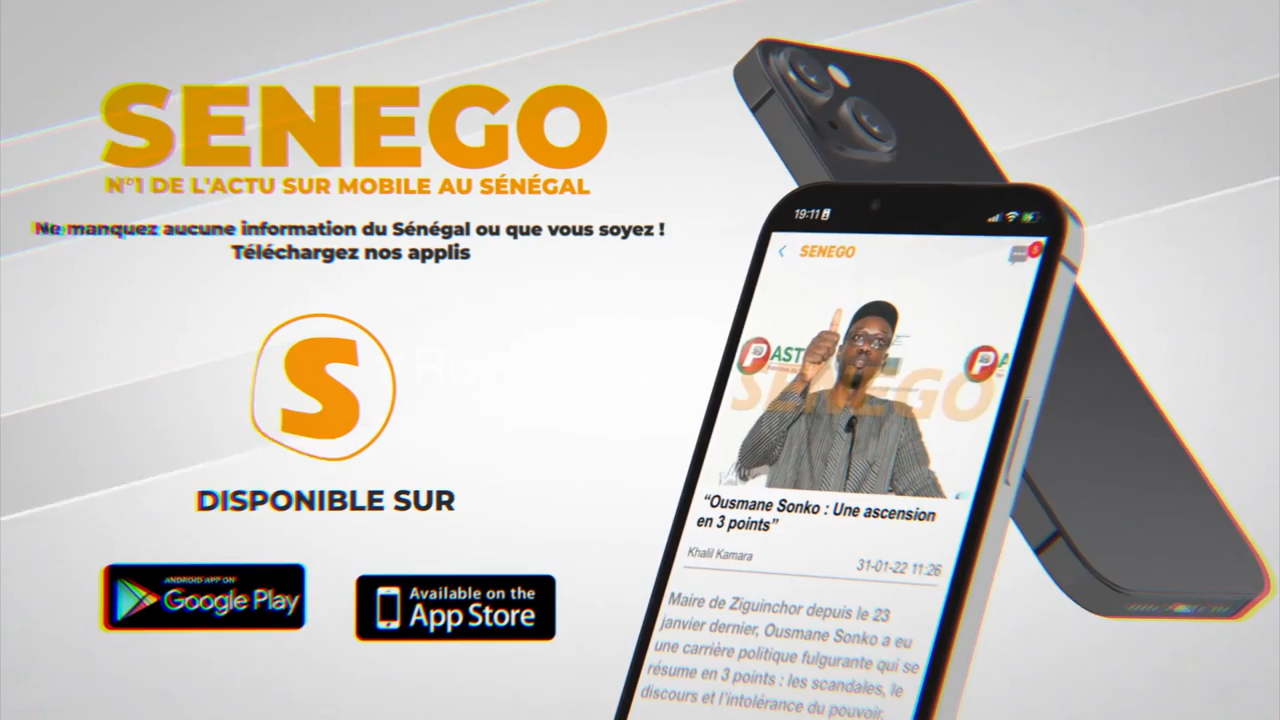 SENEGO
N°1 DE L'ACTU SUR MOBILE AU SÉNÉGAL
Ne manquez aucune information du Sénégal ou que vous soyez !
Téléchargez nos applis
S
DISPONIBLE SUR
ANDROID APP ON
Google Play
Available on the
App Store
19:11
SENEGO
5
PAST
P
SENEGO
“Ousmane Sonko : Une ascension
en 3 points”
Khalil Kamara
31-01-22 11:26
Maire de Ziguinchor depuis le 23
janvier dernier, Ousmane Sonko a eu
une carrière politique fulgurante qui se
résume en 3 points : les scandales, le
discours et l'intolérance du pouvoir.